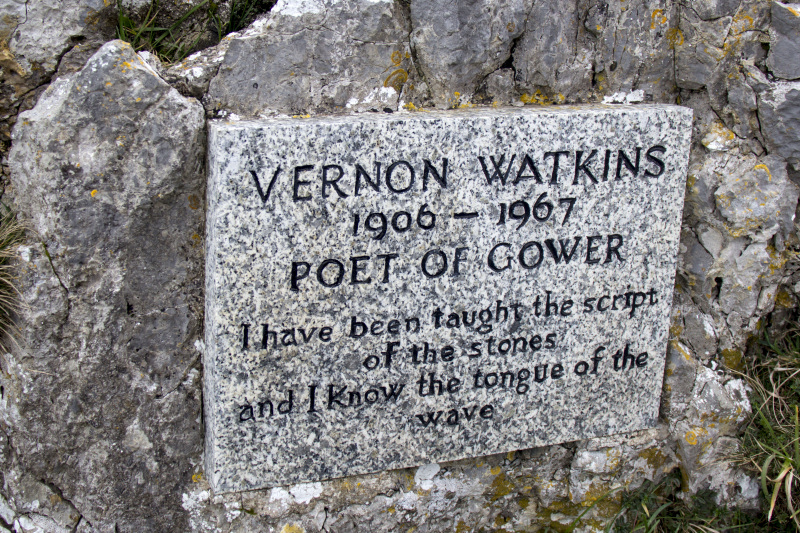 VERNON WATKINS
1906 – 1967
POET OF GOWER
I have been taught the script
of the stones
and I know the tongue of the
wave